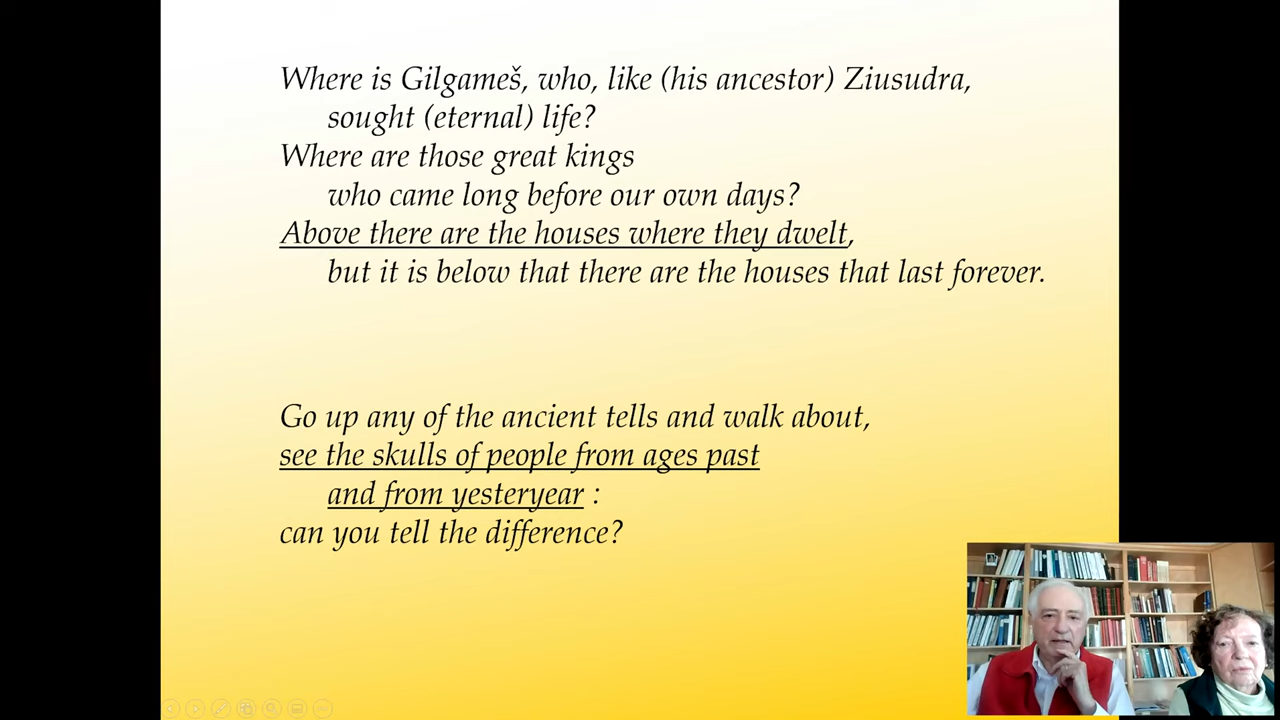 Where is Gilgameš, who, like (his ancestor) Ziusudra,
sought (eternal) life?
Where are those great kings
who came long before our own days?
Above there are the houses where they dwelt,
but it is below that there are the houses that last forever.
Go up any of the ancient tells and walk about,
see the skulls of people from ages past
and from yesteryear :
can you tell the difference?